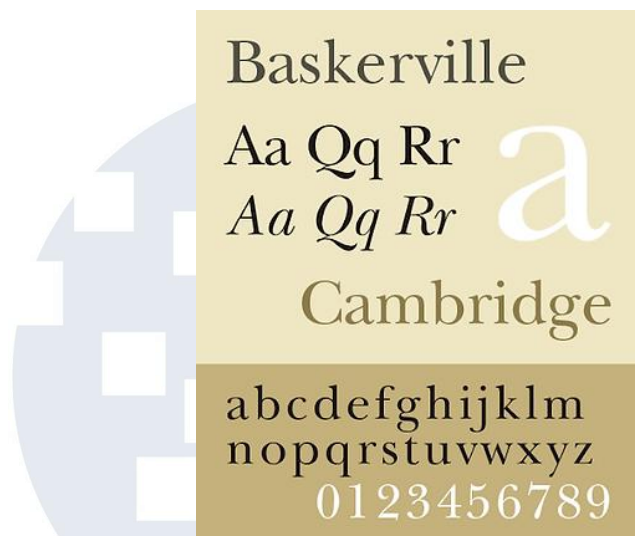 Baskerville
Aa Qq Rr
Aa Qq Rr
a
Cambridge
abcdefghijklm
nopqrstuvwxyz
0123456789